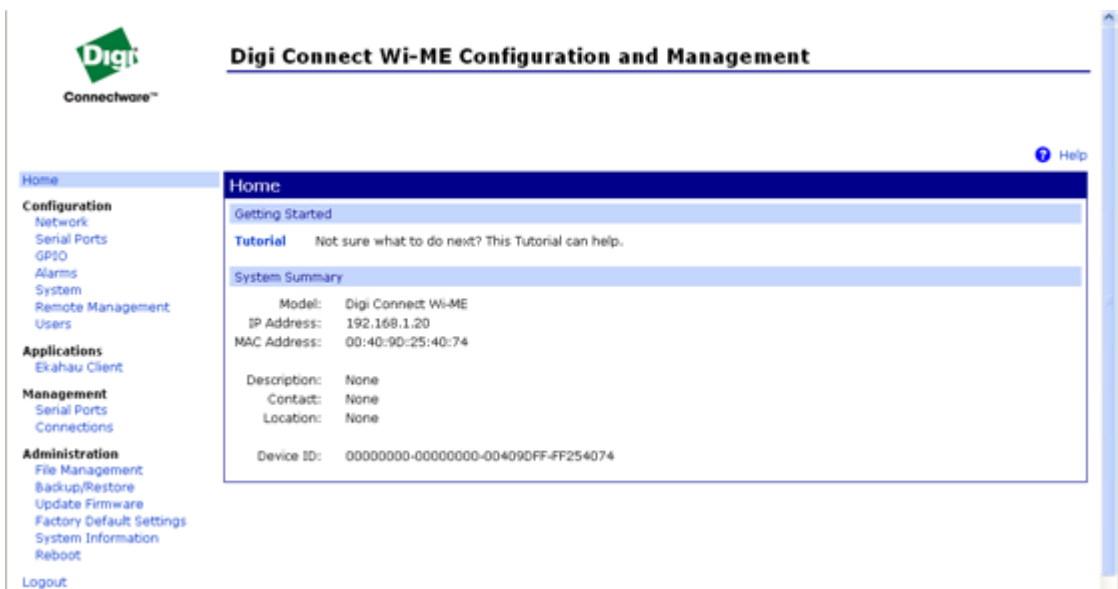 Digi
Connectware™
Digi Connect Wi-ME Configuration and Management
? Help
Home
Configuration
Network
Serial Ports
GPIO
Alarms
System
Remote Management
Users
Applications
Ekahau Client
Management
Serial Ports
Connections
Administration
File Management
Backup/Restore
Update Firmware
Factory Default Settings
System Information
Reboot
Logout
Home
Getting Started
Tutorial Not sure what to do next? This Tutorial can help.
System Summary
Model: Digi Connect Wi-ME
IP Address: 192.168.1.20
MAC Address: 00:40:9D:25:40:74
Description: None
Contact: None
Location: None
Device ID: 00000000-00000000-00409DFF-FF254074